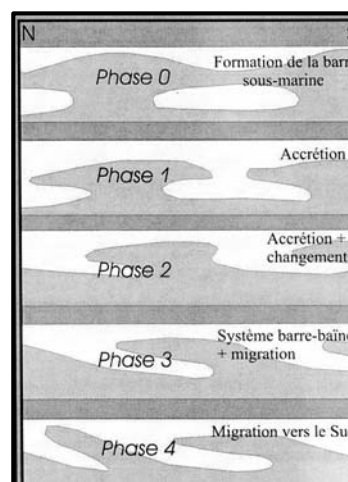 N
Phase 0
Formation de la barr
sous-marine
Phase 1
Accrétion
Phase 2
Accrétion +
changement
Phase 3
Système barre-baïne
+ migration
Phase 4
Migration vers le Su